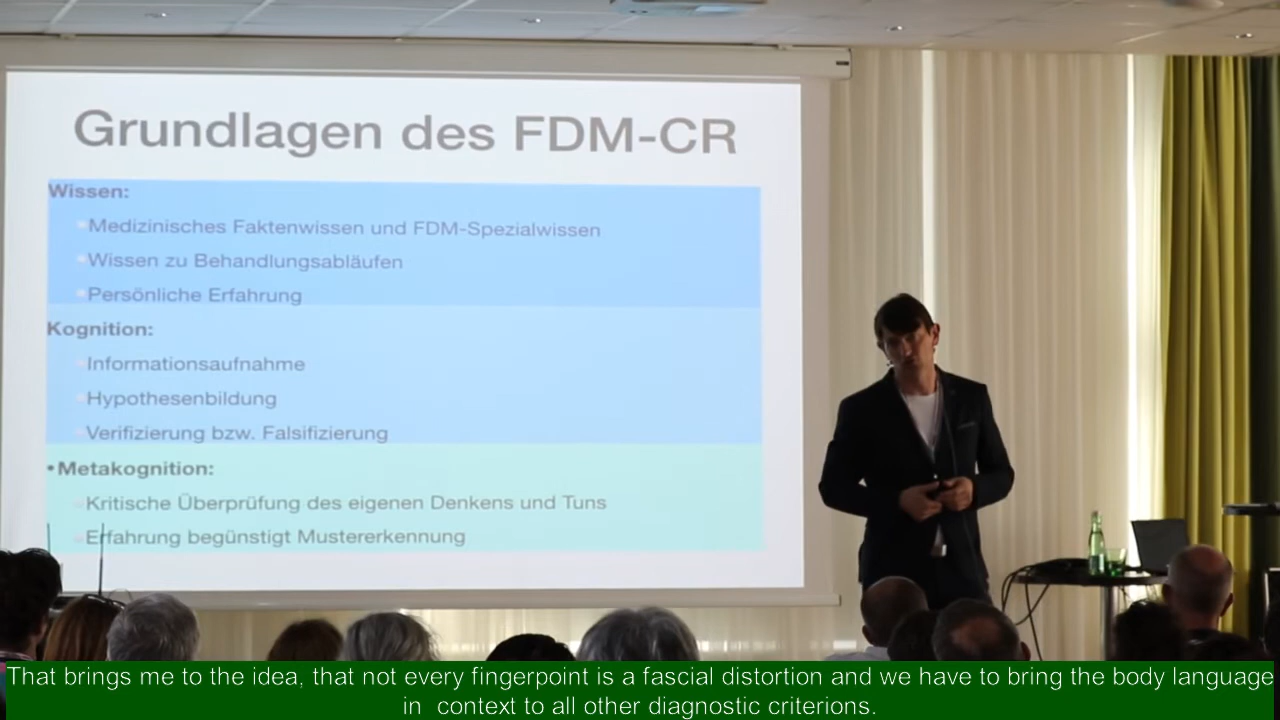 Grundlagen des FDM-CR
Wissen:
Medizinisches Faktenwissen und FDM-Spezialwissen
Wissen zu Behandlungsabläufen
Persönliche Erfahrung
Kognition:
Informationsaufnahme
Hypothesenbildung
Verifizierung bzw. Falsifizierung
• Metakognition:
Kritische Überprüfung des eigenen Denkens und Tuns
Erfahrung begünstigt Mustererkennung
That brings me to the idea, that not every fingerpoint is a fascial distortion and we have to bring the body language
in context to all other diagnostic criterions.